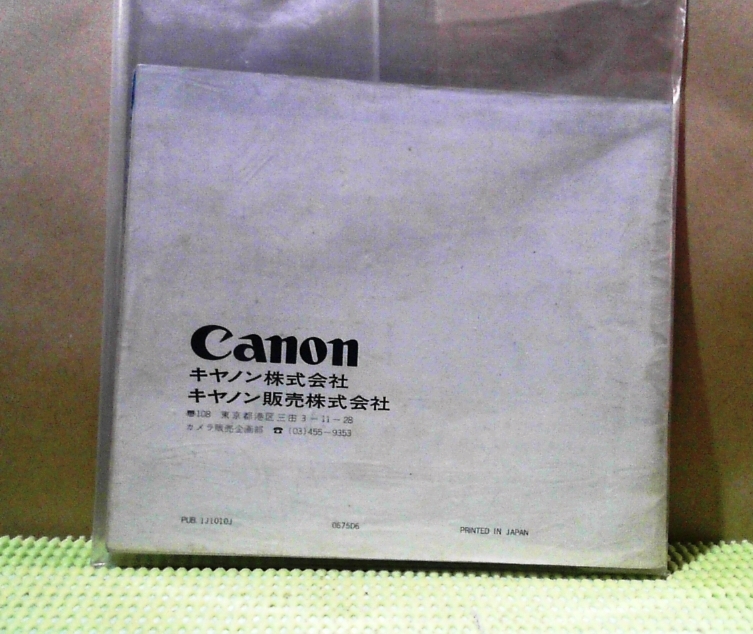 Canon
キヤノン株式会社
キヤノン販売株式会社
〠108 東京都港区三田3-11-28
カメラ販売企画部 ☎ (03)455-9353
PUB. IJ1010J
0575D6
PRINTED IN JAPAN